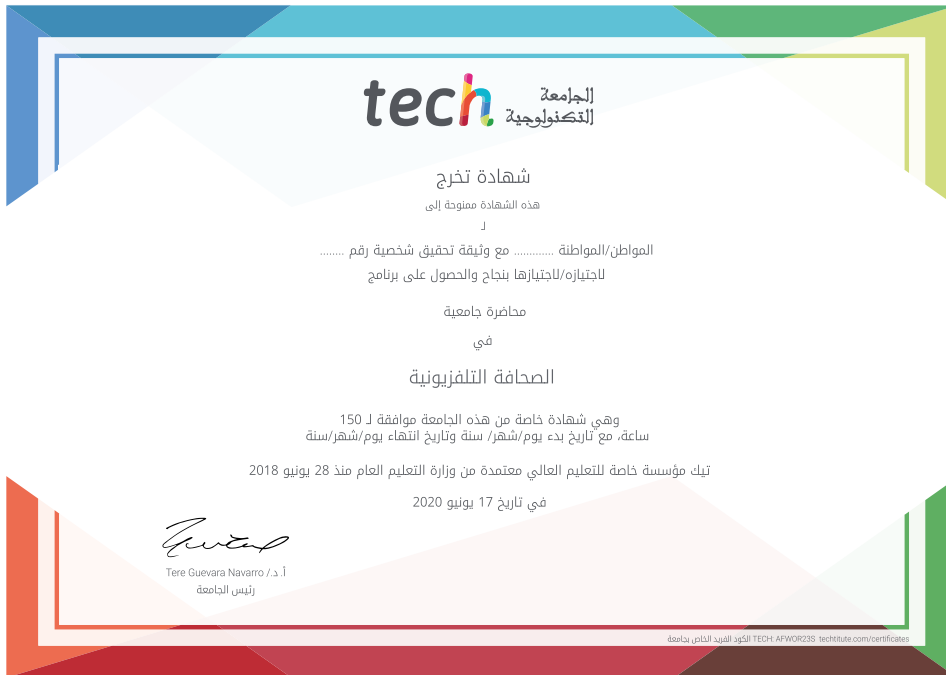 tech الجامعة
التكنولوجية
شهادة تخرج
هذه الشهادة ممنوحة إلى
لـ
المواطن/المواطنة ............ مع وثيقة تحقيق شخصية رقم ........
لاجتيازه/لاجتيازها بنجاح والحصول على برنامج
محاضرة جامعية
في
الصحافة التلفزيونية
وهي شهادة خاصة من هذه الجامعة موافقة لـ 150
ساعة، مع تاريخ بدء يوم/شهر/ سنة وتاريخ انتهاء يوم/شهر/سنة
تيك مؤسسة خاصة للتعليم العالي معتمدة من وزارة التعليم العام منذ 28 يونيو 2018
في تاريخ 17 يونيو 2020
أ. د./ Tere Guevara Navarro
رئيس الجامعة
الكود الفريد الخاص بجامعة TECH: AFWOR23S techtitute.com/certificates